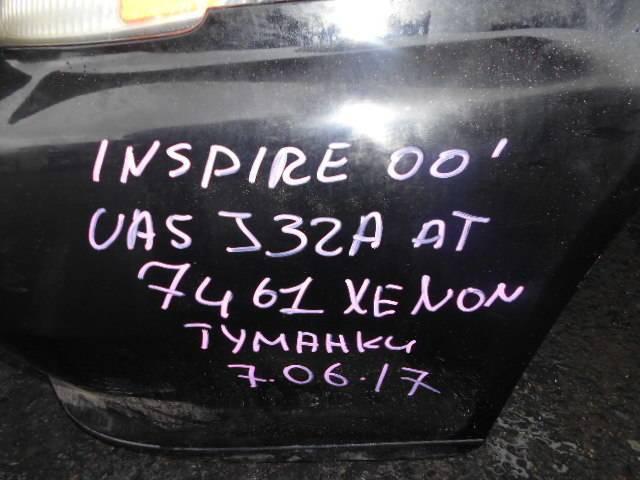 INSPIRE 00'
UA5 J32A AT
7461 XENON
ТУМАНКИ
7.06.17